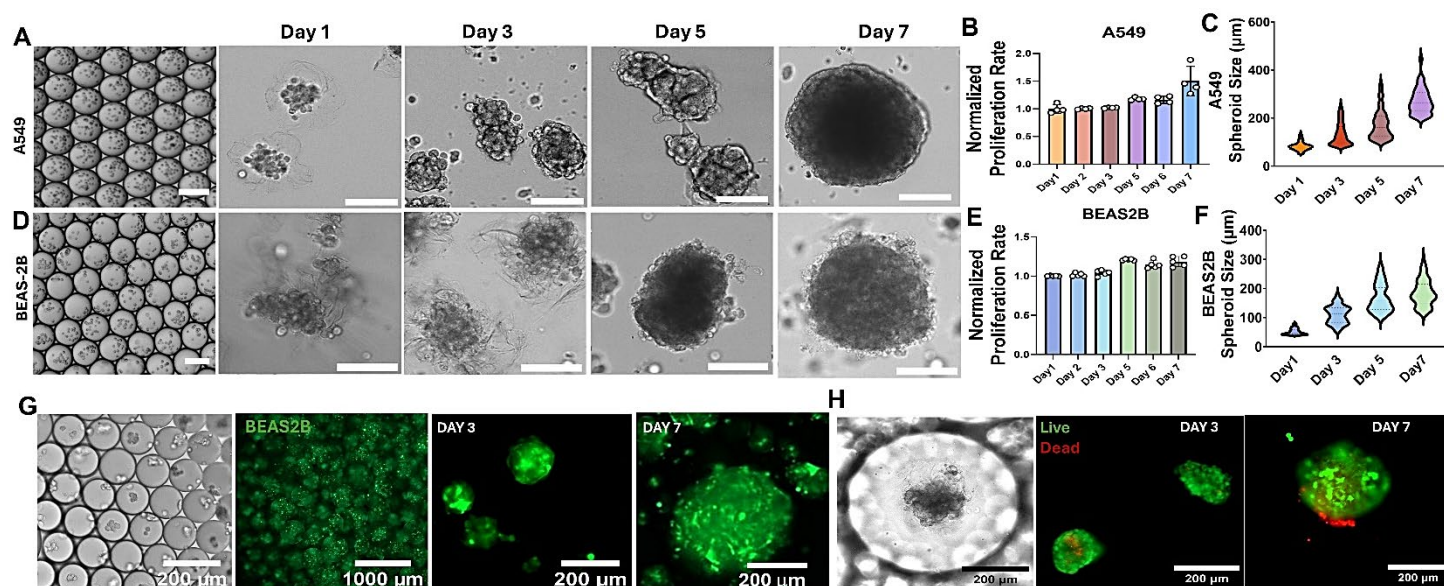 A
Day 1
Day 3
Day 5
Day 7
A549
B
A549
Normalized
Proliferation Rate
2.0
1.5
1.0
0.5
0.0
Day1
Day 2
Day 3
Day 5
Day 6
Day 7
C
A549
Spheroid Size (μm)
600
400
200
0
Day 1
Day 3
Day 5
Day 7
D
BEAS-2B
E
BEAS2B
Normalized
Proliferation Rate
1.5
1.0
0.5
0.0
Day1
Day 2
Day 3
Day 5
Day 6
Day 7
F
BEAS2B
Spheroid Size (μm)
400
300
200
100
0
Day1
Day 3
Day 5
Day7
G
200 μm
BEAS2B
1000 μm
DAY 3
200 μm
DAY 7
200 μm
H
200 μm
Live
Dead
DAY 3
200 μm
DAY 7
200 μm